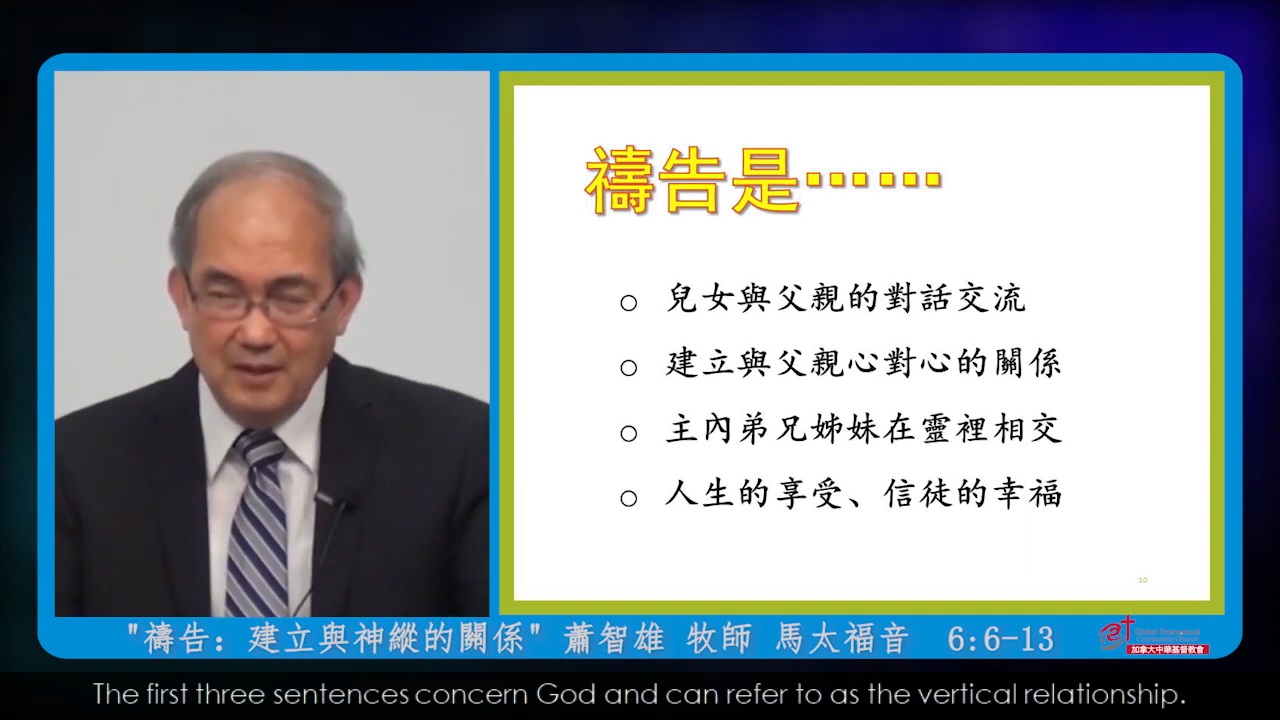 禱告是……
○ 兒女與父親的對話交流
○ 建立與父親心對心的關係
○ 主內弟兄姊妹在靈裡相交
○ 人生的享受、信徒的幸福
10
"禱告: 建立與神縱的關係" 蕭智雄 牧師 馬太福音 6:6-13
加拿大中華基督教會
The first three sentences concern God and can refer to as the vertical relationship.